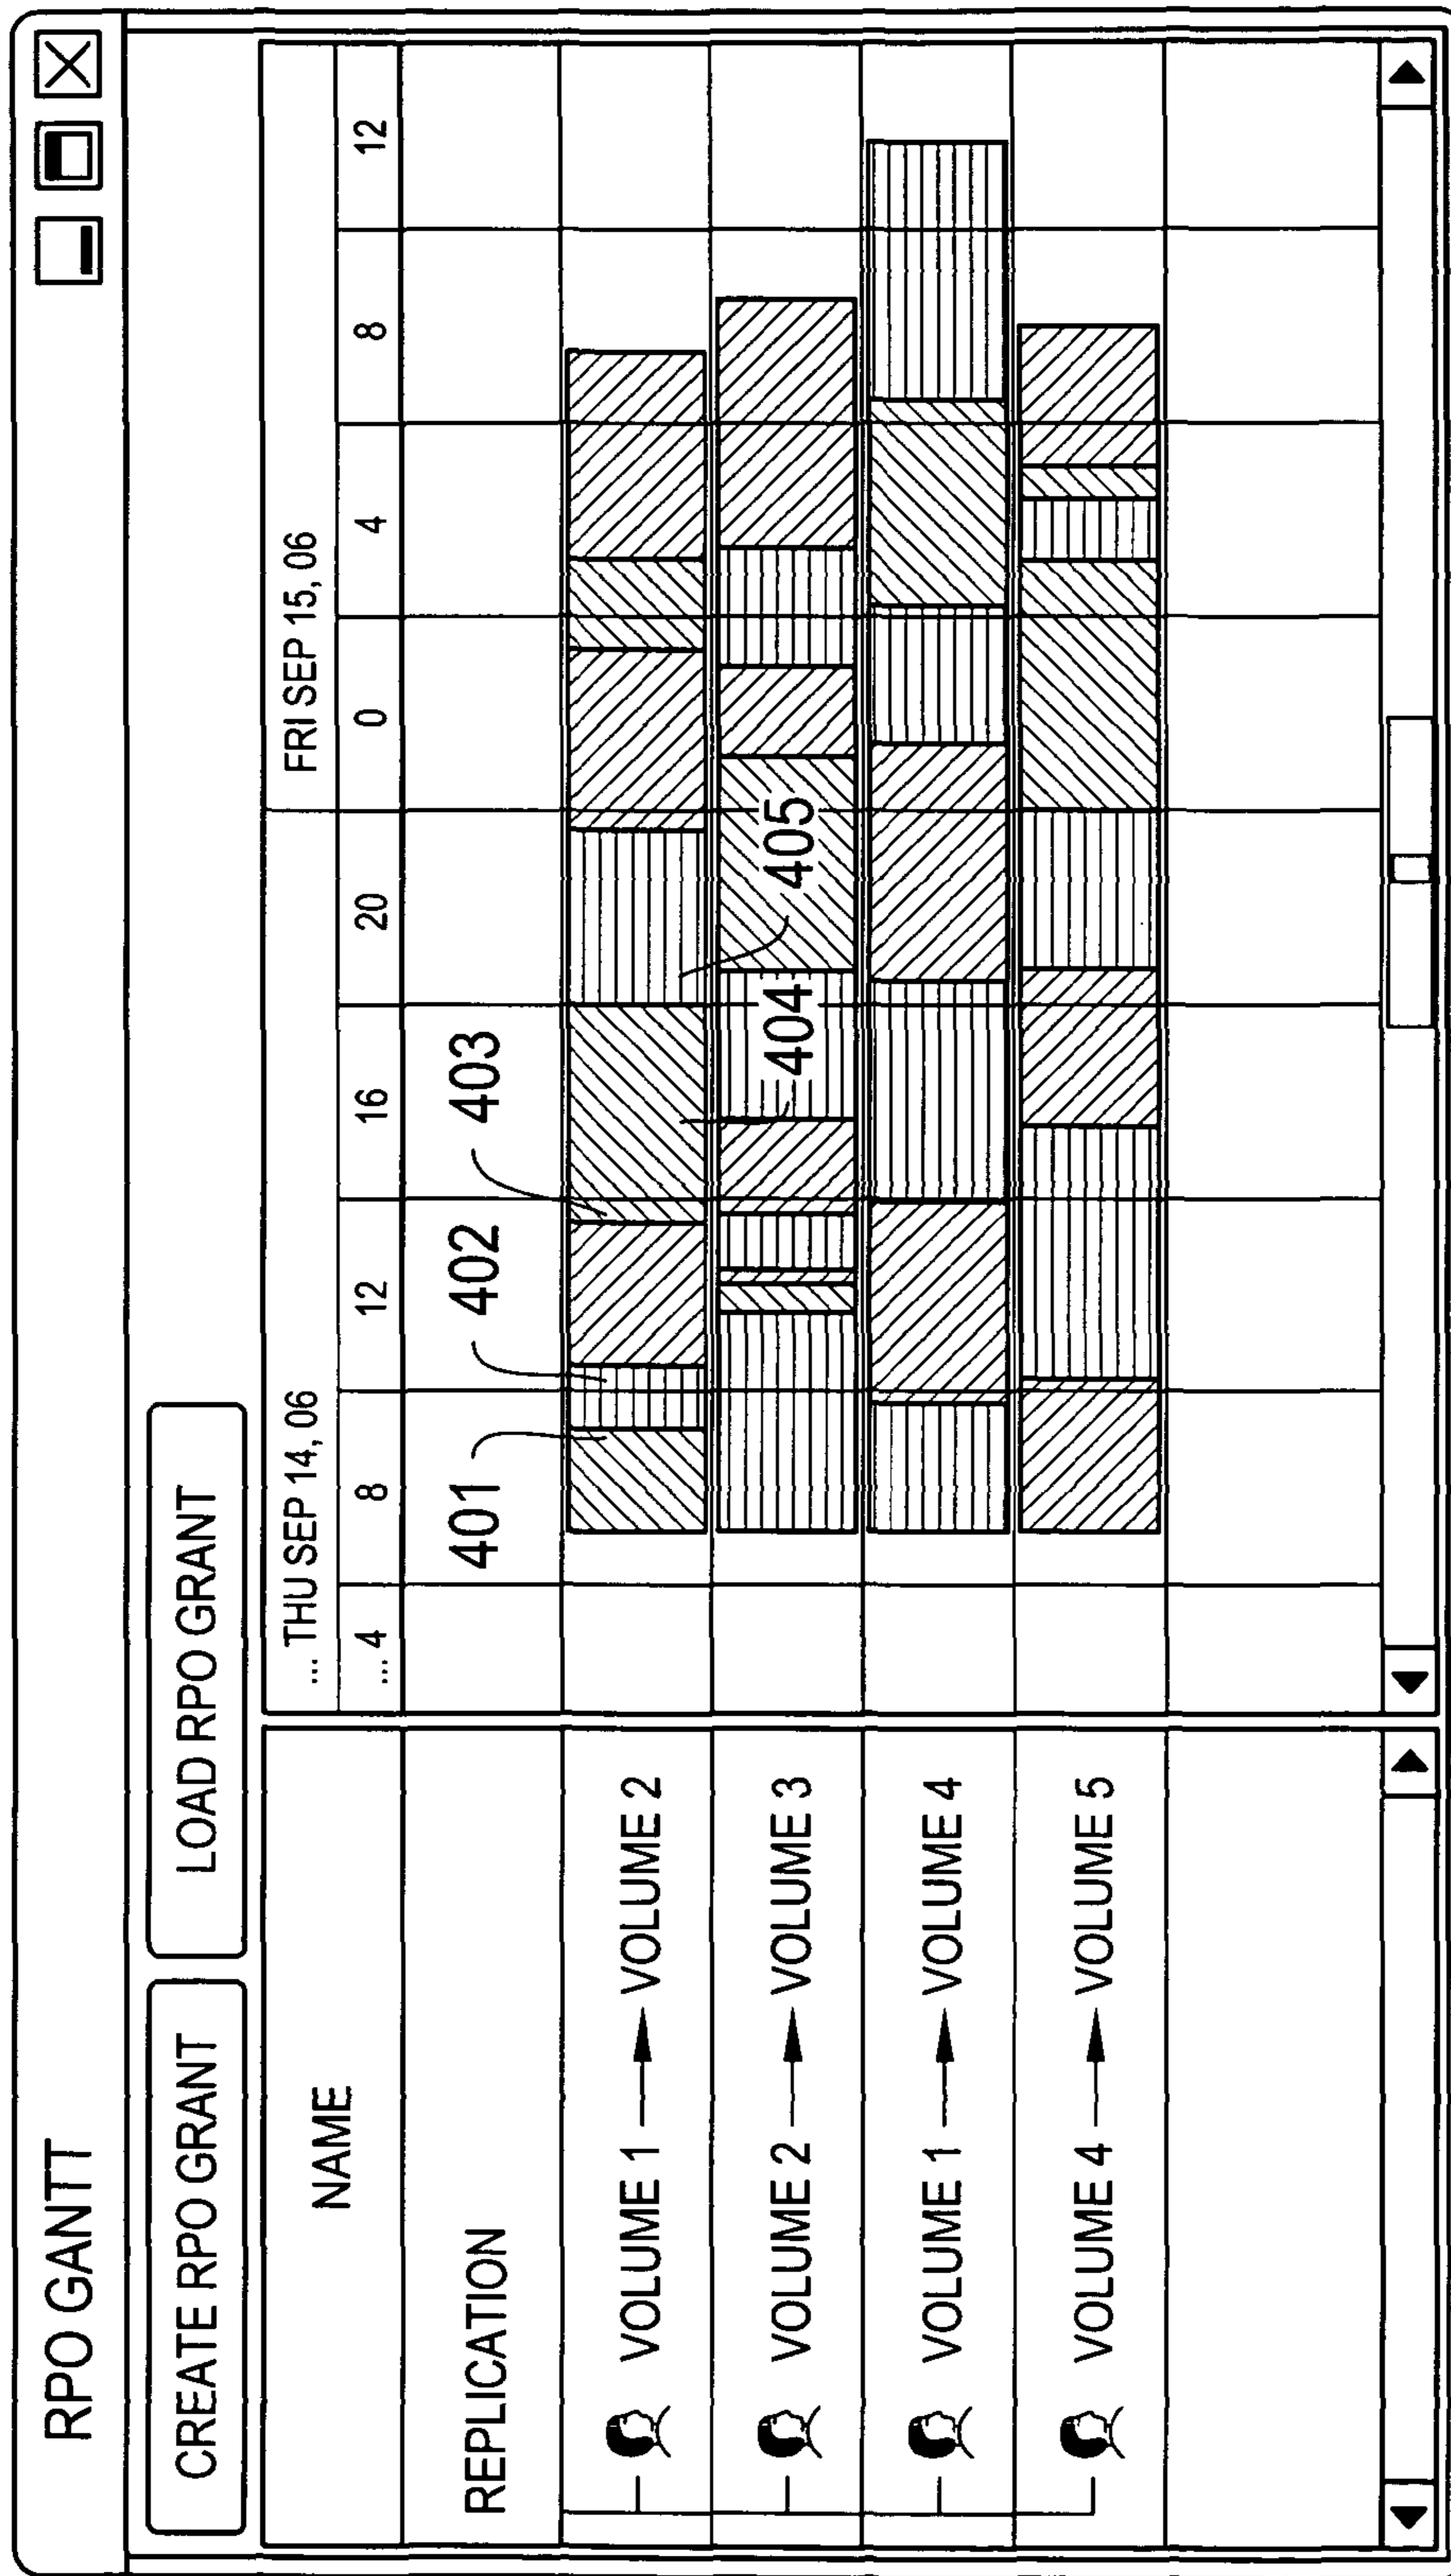 RPO GANTT
CREATE RPO GRANT
LOAD RPO GRANT
NAME
... THU SEP 14, 06
FRI SEP 15, 06
... 4 8 12 16 20 0 4 8 12
REPLICATION
401 402 403
VOLUME 1 VOLUME 2
404 405
VOLUME 2 VOLUME 3
VOLUME 1 VOLUME 4
VOLUME 4 VOLUME 5